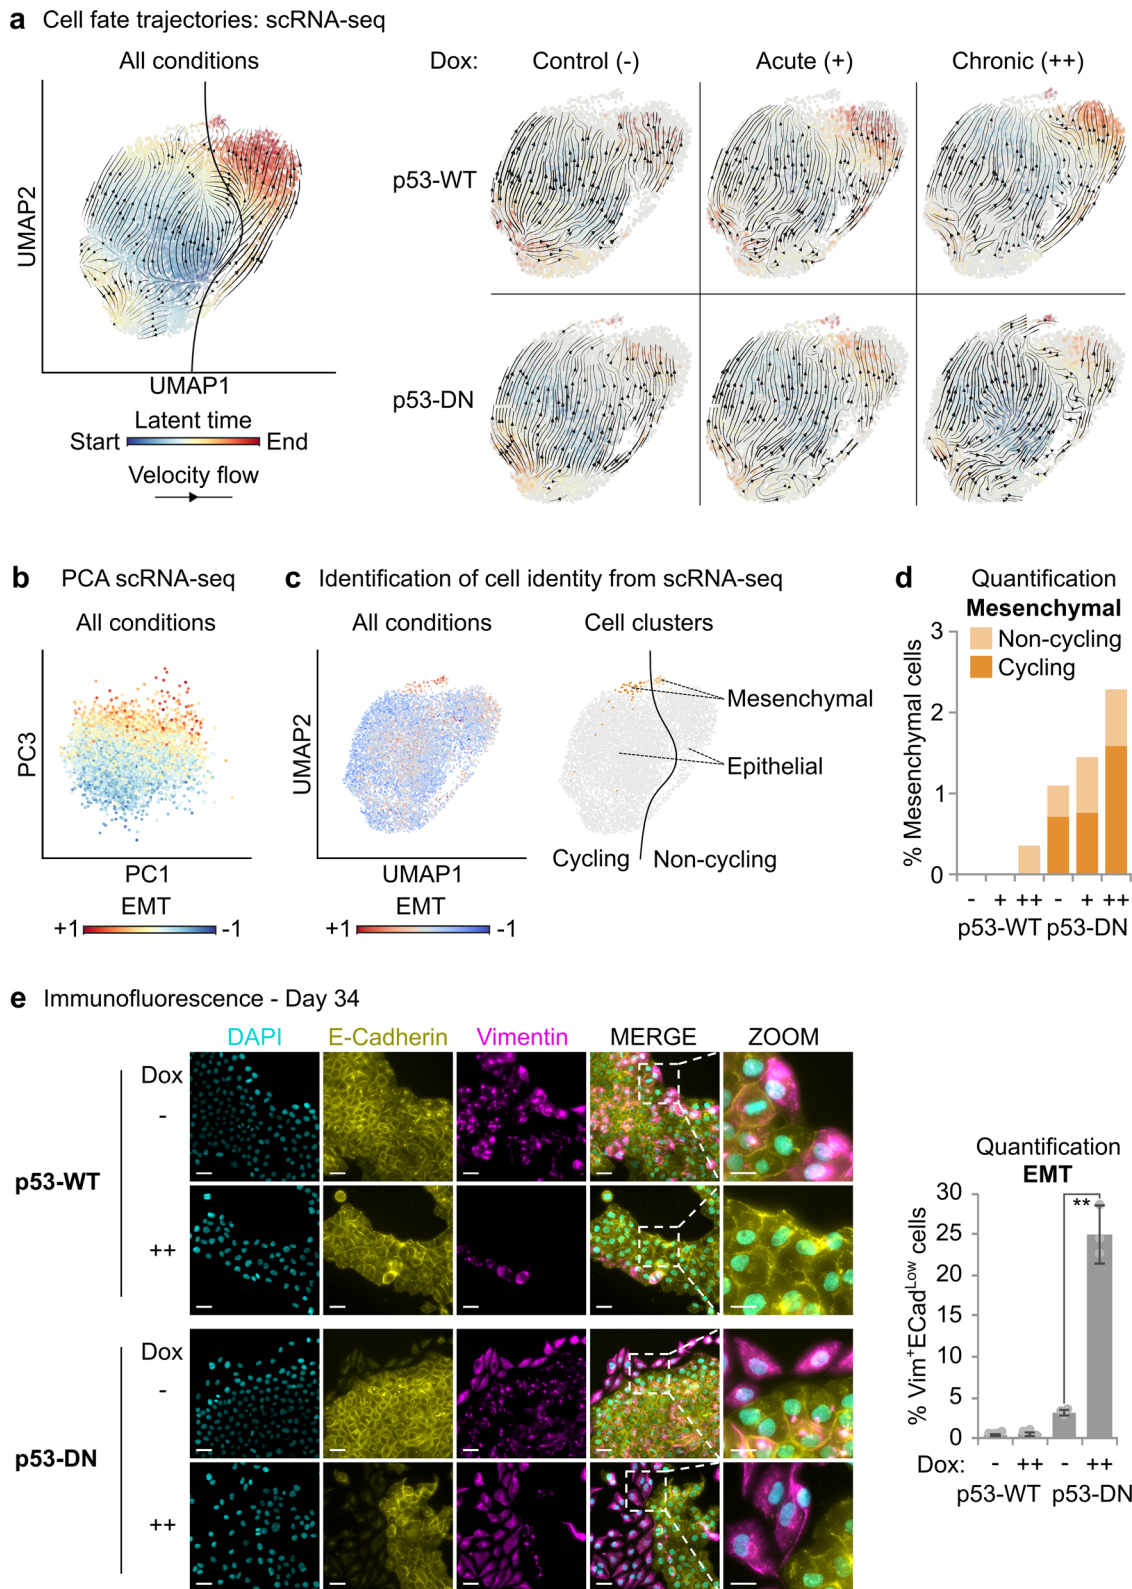 a Cell fate trajectories: scRNA-seq
All conditions
Dox: Control (-) Acute (+) Chronic (++)
UMAP2
UMAP1
p53-WT
p53-DN
Latent time
Start End
Velocity flow
b PCA scRNA-seq
All conditions
PC3
PC1
EMT
+1 -1
c Identification of cell identity from scRNA-seq
All conditions Cell clusters
UMAP2
UMAP1
Mesenchymal
Epithelial
Cycling Non-cycling
EMT
+1 -1
d Quantification
Mesenchymal
Non-cycling
Cycling
% Mesenchymal cells
3
2
1
0
- + ++ - + ++
p53-WT p53-DN
e Immunofluorescence - Day 34
DAPI E-Cadherin Vimentin MERGE ZOOM
Dox
-
p53-WT
++
Dox
-
p53-DN
++
Quantification
EMT
% Vim+ECadLow cells
30
25
20
15
10
5
0
**
Dox: - ++ - ++
p53-WT p53-DN